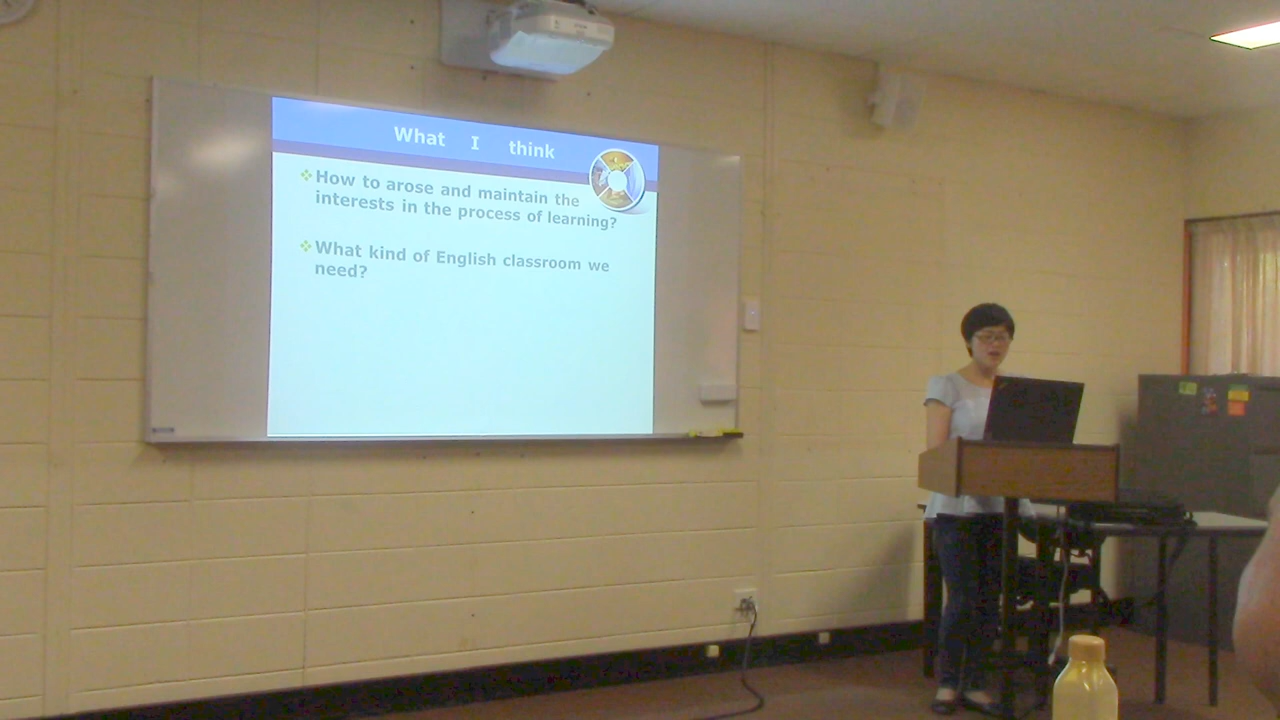 What I think
How to arose and maintain the
interests in the process of learning?
What kind of English classroom we
need?